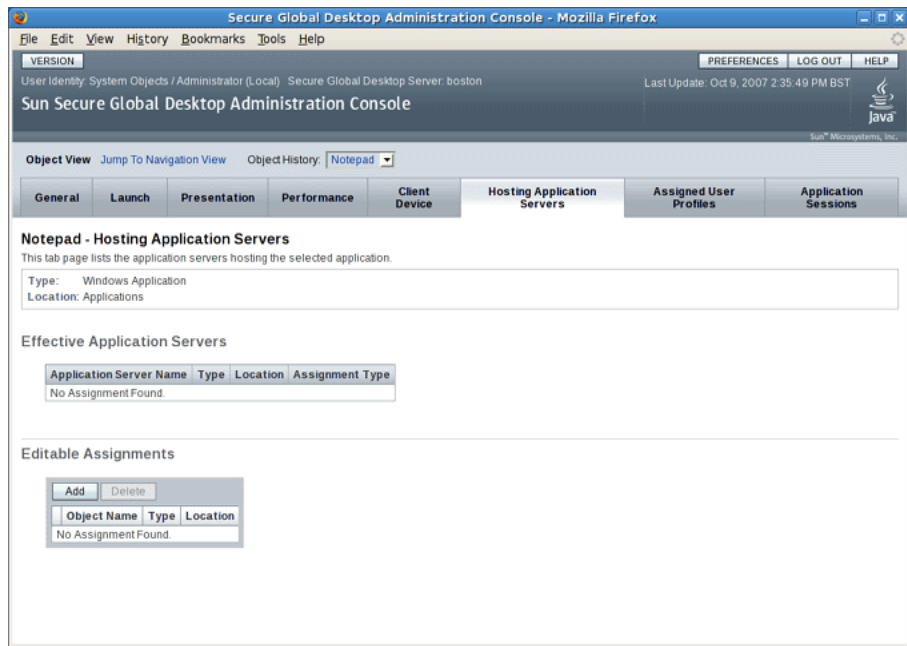 Secure Global Desktop Administration Console - Mozilla Firefox
File Edit View History Bookmarks Tools Help
VERSION PREFERENCES LOG OUT HELP
User Identity: System Objects / Administrator (Local) Secure Global Desktop Server: boston Last Update: Oct 9, 2007 2:35:49 PM BST
Sun Secure Global Desktop Administration Console
Java
Sun™ Microsystems, Inc.
Object View Jump To Navigation View Object History: Notepad
General Launch Presentation Performance Client Device Hosting Application Servers Assigned User Profiles Application Sessions
Notepad - Hosting Application Servers
This tab page lists the application servers hosting the selected application.
Type: Windows Application
Location: Applications
Effective Application Servers
Application Server Name Type Location Assignment Type
No Assignment Found.
Editable Assignments
Add Delete
Object Name Type Location
No Assignment Found.